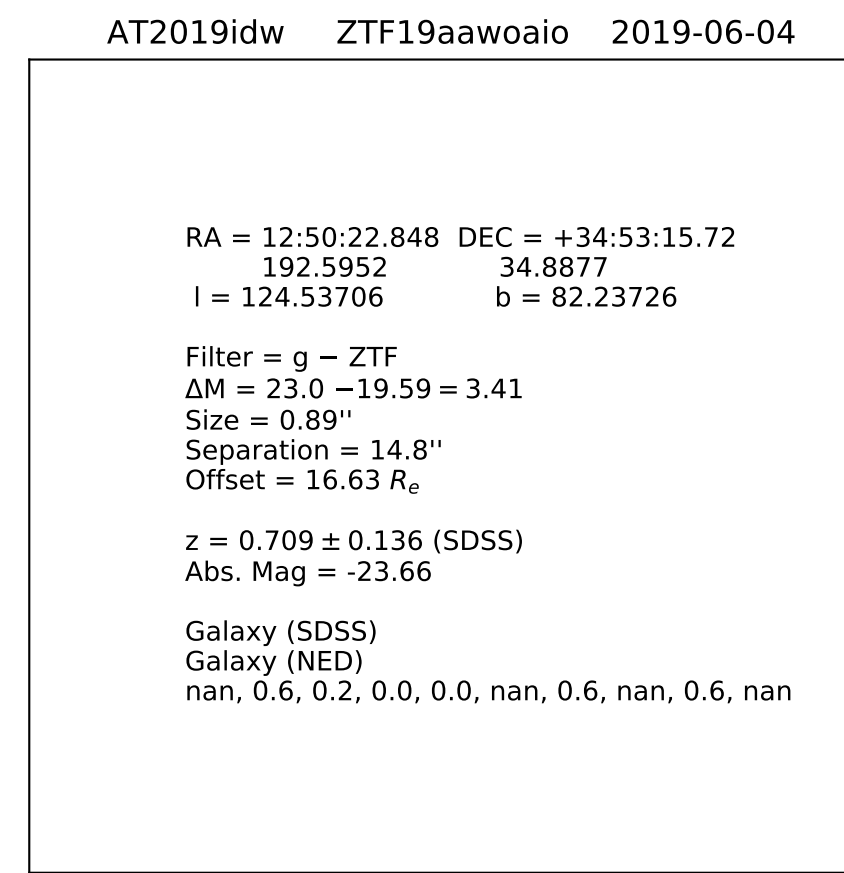 AT2019idw ZTF19aawoaio 2019-06-04
RA = 12:50:22.848 DEC = +34:53:15.72
192.5952 34.8877
l = 124.53706 b = 82.23726
Filter = g − ZTF
ΔM = 23.0 −19.59 = 3.41
Size = 0.89''
Separation = 14.8''
Offset = 16.63 Re
z = 0.709 ± 0.136 (SDSS)
Abs. Mag = -23.66
Galaxy (SDSS)
Galaxy (NED)
nan, 0.6, 0.2, 0.0, 0.0, nan, 0.6, nan, 0.6, nan